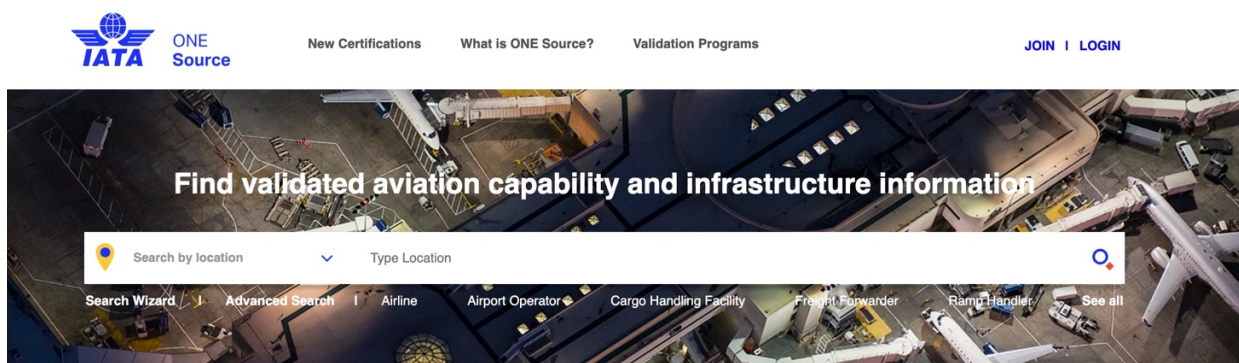 IATA
ONE
Source
New Certifications
What is ONE Source?
Validation Programs
JOIN | LOGIN
Find validated aviation capability and infrastructure information
Search by location
Type Location
Search Wizard | Advanced Search | Airline Airport Operator Cargo Handling Facility Freight Forwarder Ramp Handler See all